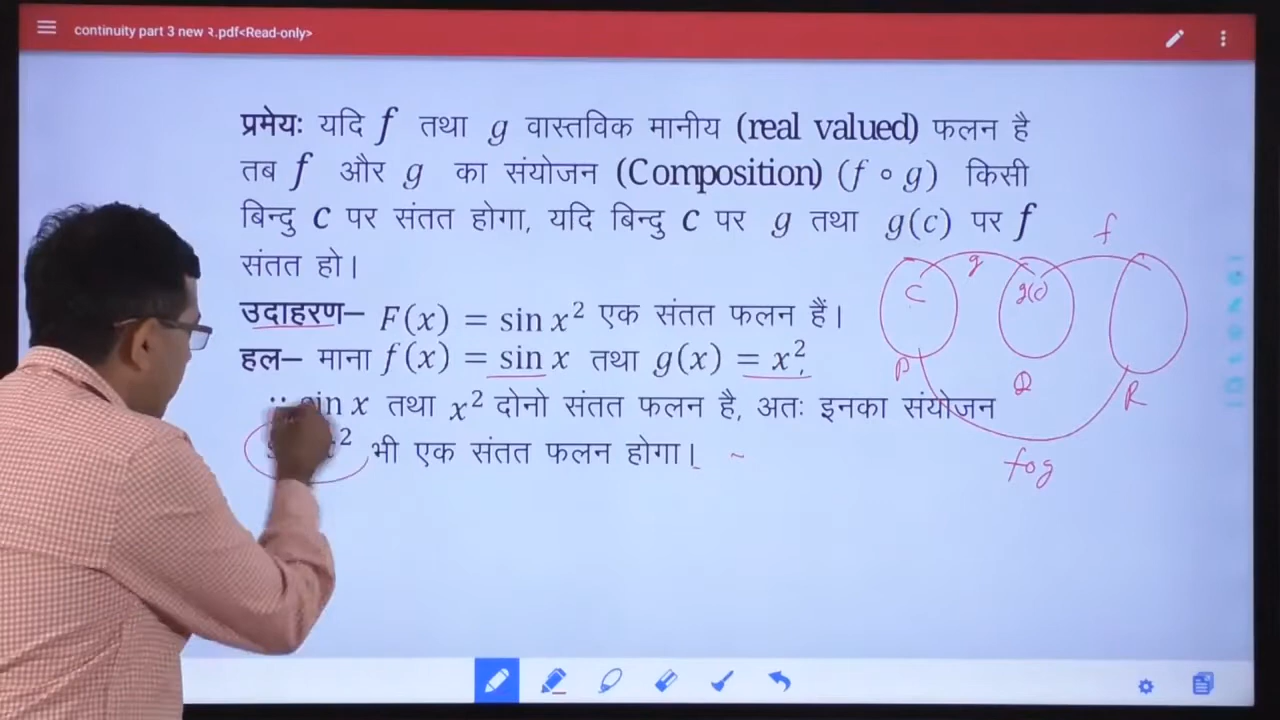 continuity part 3 new २.pdf<Read-only>
प्रमेयः यदि f तथा g वास्तविक मानीय (real valued) फलन है
तब f और g का संयोजन (Composition) (f ∘ g) किसी
बिन्दु c पर संतत होगा, यदि बिन्दु c पर g तथा g(c) पर f
संतत हो।
उदाहरण– F(x) = sin x² एक संतत फलन हैं।
हल– माना f(x) = sin x तथा g(x) = x²,
∵ sin x तथा x² दोनो संतत फलन है, अतः इनका संयोजन
भी एक संतत फलन होगा।
g f
C g(c)
P Q R
fog